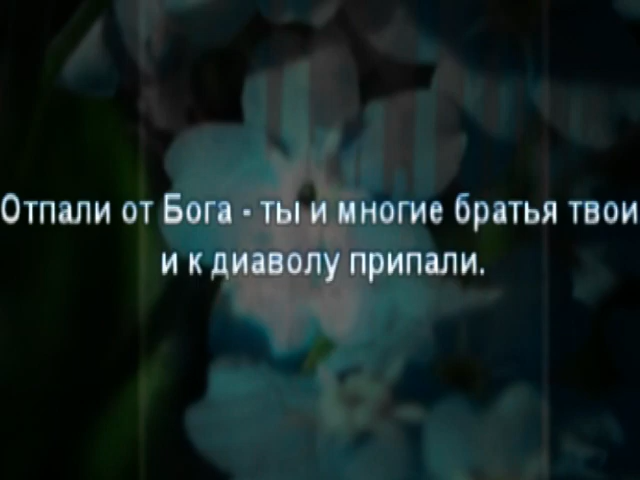 Отпали от Бога - ты и многие братья твои
и к диаволу припали.